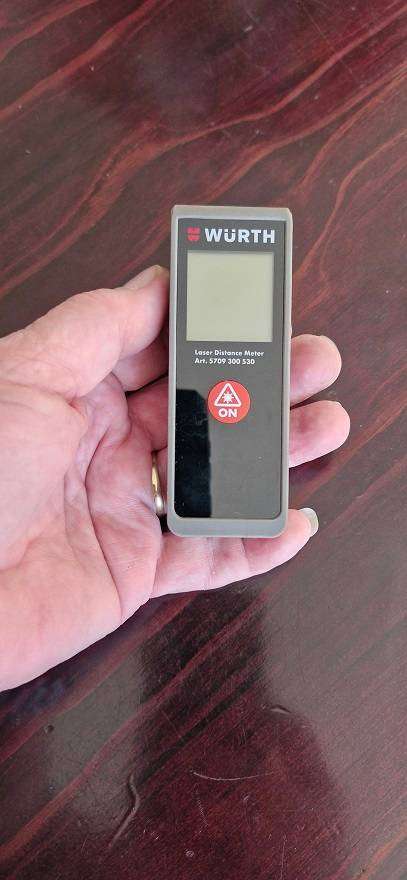 WÜRTH
Laser Distance Meter
Art. 5709 300 530
ON